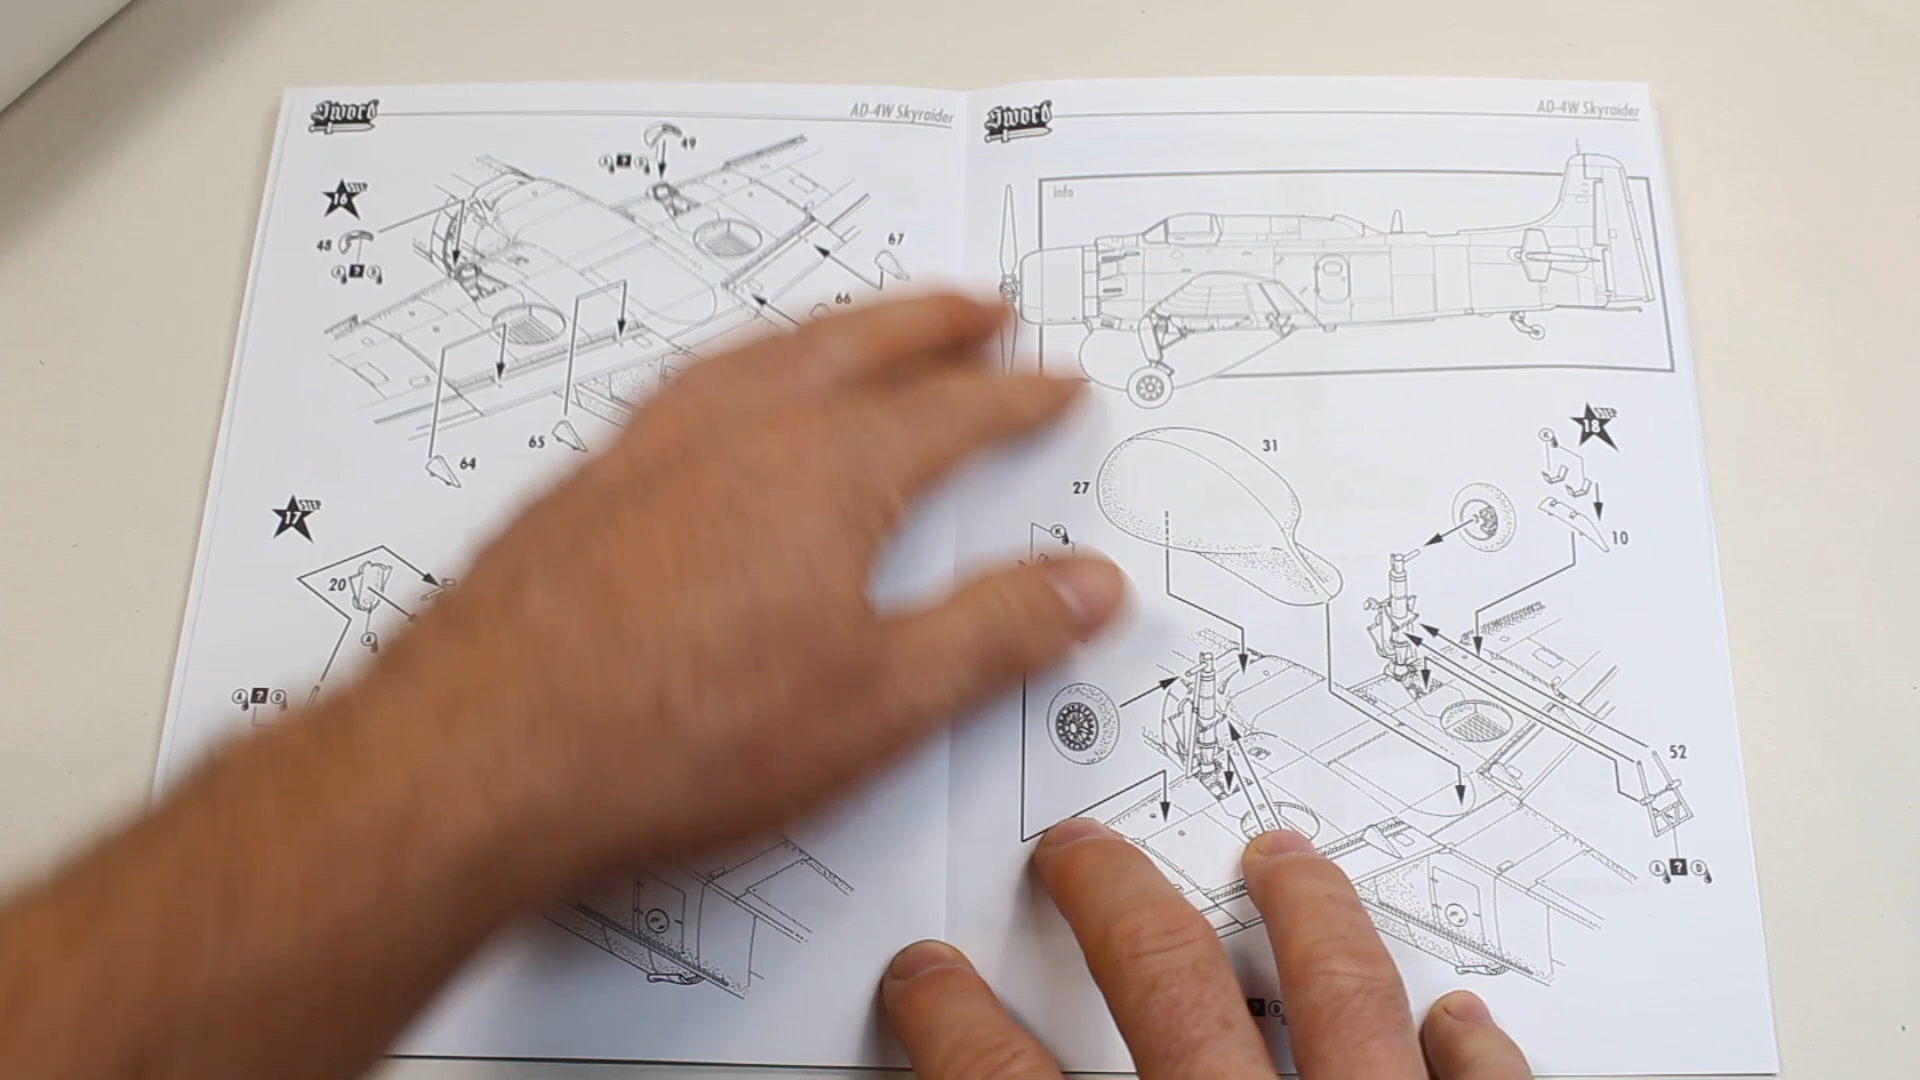 Sword
AD-4W Skyraider
STEP
16
49
A ? D
48
A ? D
67
66
65
64
STEP
17
20
A
A ? D
Sword
AD-4W Skyraider
info
STEP
18
K
31
27
K
10
52
A ? D
? D